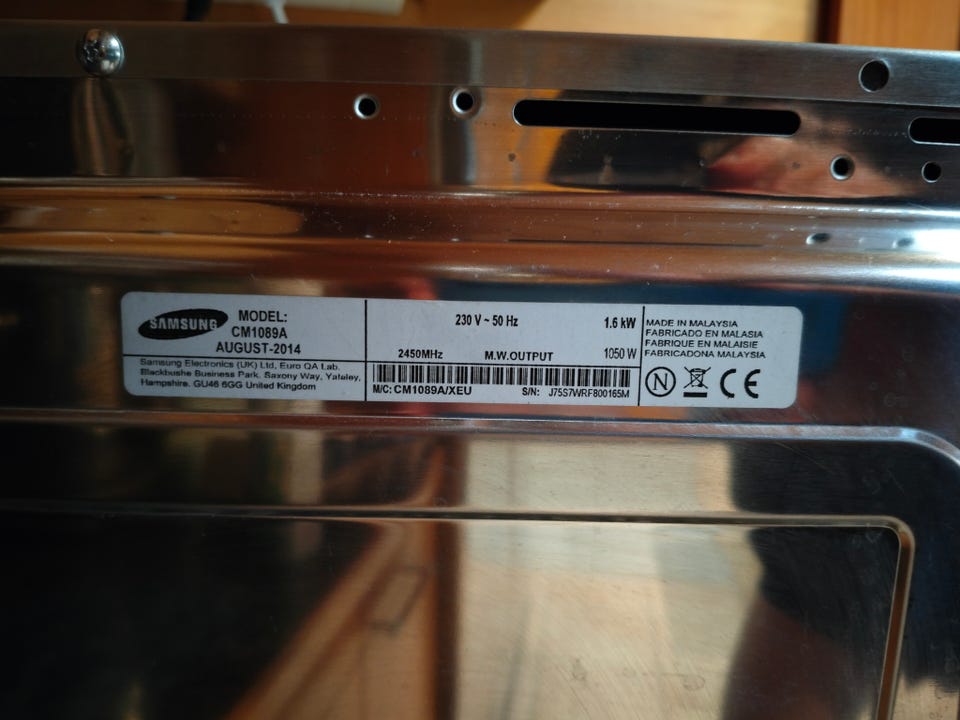 SAMSUNG
MODEL:
CM1089A
AUGUST-2014
Samsung Electronics (UK) Ltd, Euro QA Lab.
Blackbushe Business Park. Saxony Way, Yateley,
Hampshire. GU46 6GG United Kingdom
230 V ~ 50 Hz 1.6 kW
2450MHz M.W.OUTPUT 1050 W
M/C: CM1089A/XEU S/N: J75S7WRF800165M
MADE IN MALAYSIA
FABRICADO EN MALASIA
FABRIQUE EN MALAISIE
FABRICADONA MALAYSIA
N CE